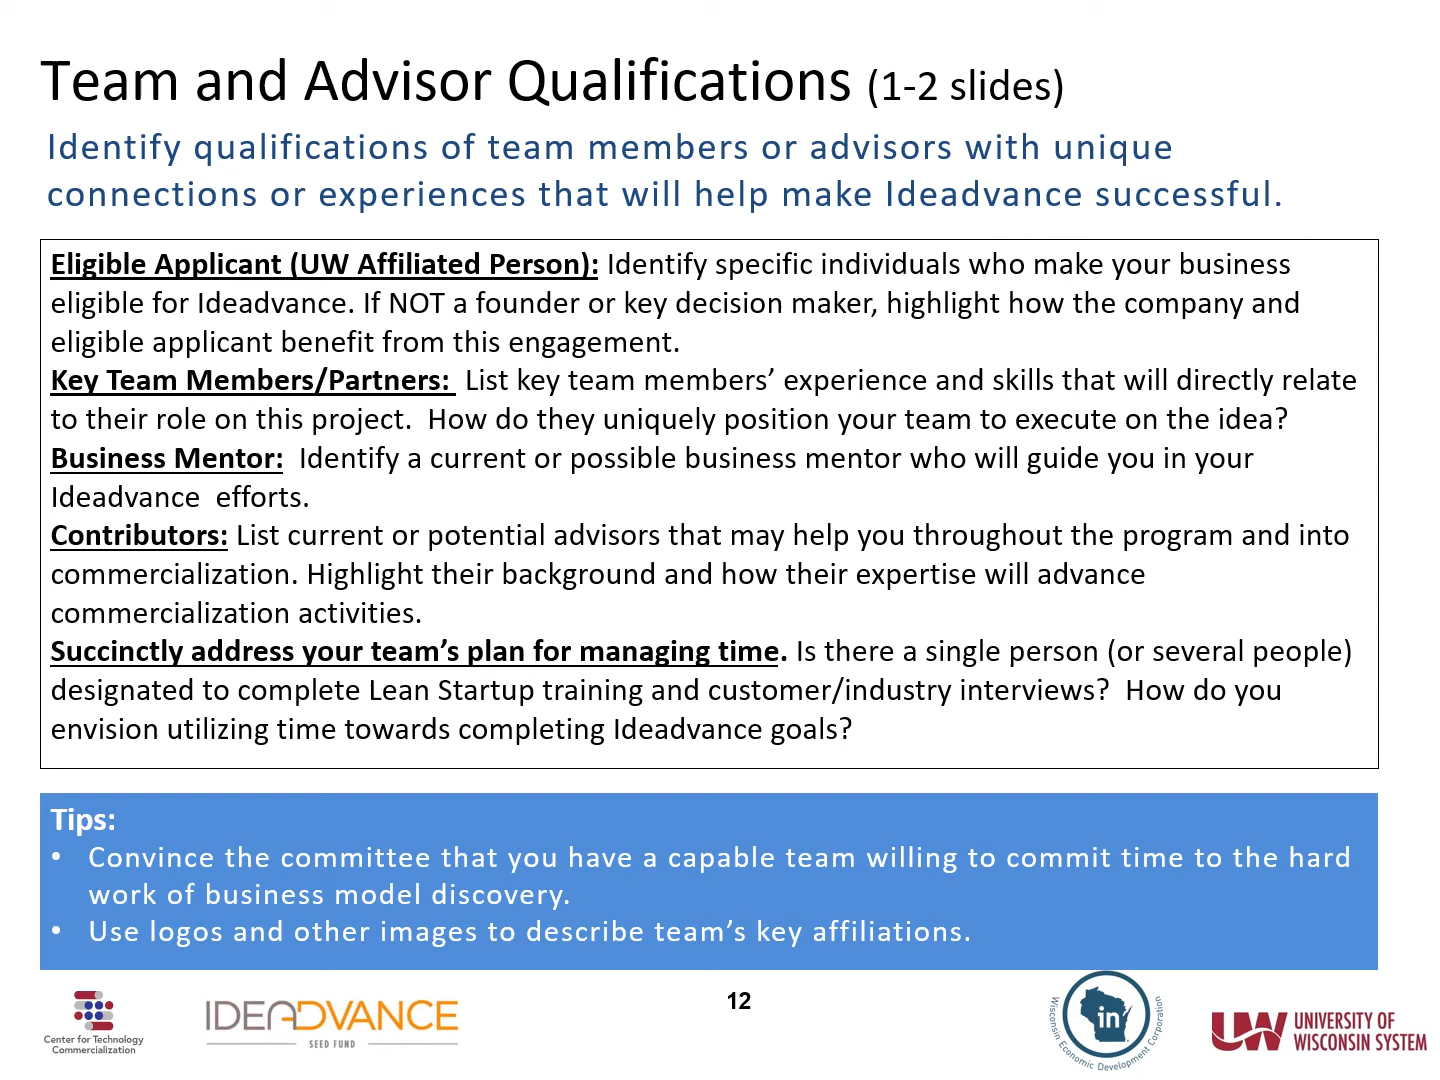 Team and Advisor Qualifications (1-2 slides)
Identify qualifications of team members or advisors with unique
connections or experiences that will help make Ideadvance successful.
Eligible Applicant (UW Affiliated Person): Identify specific individuals who make your business
eligible for Ideadvance. If NOT a founder or key decision maker, highlight how the company and
eligible applicant benefit from this engagement.
Key Team Members/Partners:  List key team members’ experience and skills that will directly relate
to their role on this project.  How do they uniquely position your team to execute on the idea?
Business Mentor:  Identify a current or possible business mentor who will guide you in your
Ideadvance  efforts.
Contributors: List current or potential advisors that may help you throughout the program and into
commercialization. Highlight their background and how their expertise will advance
commercialization activities.
Succinctly address your team’s plan for managing time. Is there a single person (or several people)
designated to complete Lean Startup training and customer/industry interviews?  How do you
envision utilizing time towards completing Ideadvance goals?
Tips:
• Convince the committee that you have a capable team willing to commit time to the hard
work of business model discovery.
• Use logos and other images to describe team’s key affiliations.
Center for Technology
Commercialization
IDEADVANCE
SEED FUND
12
Wisconsin Economic Development Corporation
in
UW
UNIVERSITY OF
WISCONSIN SYSTEM